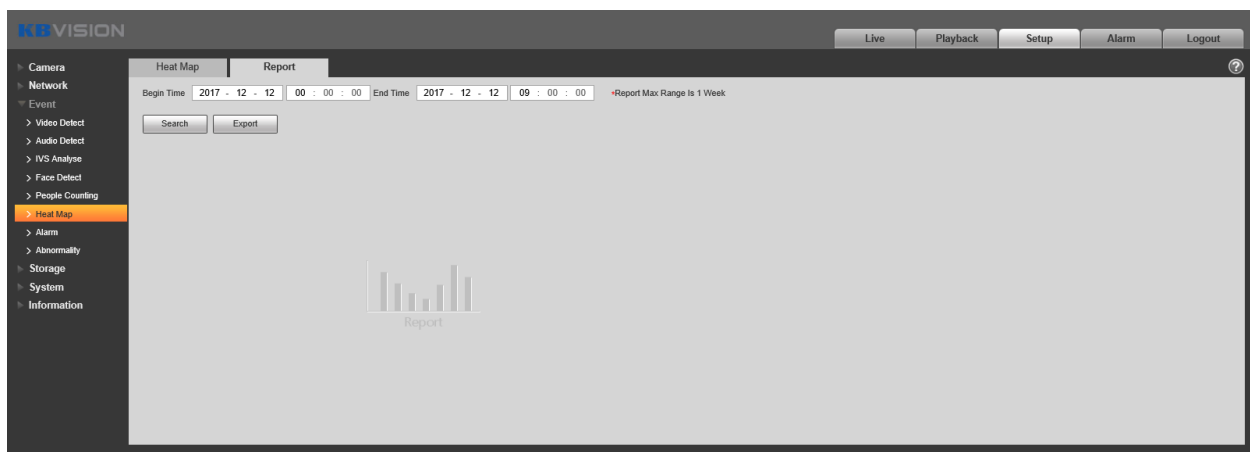 KBVISION
Live Playback Setup Alarm Logout
Camera
Network
Event
Video Detect
Audio Detect
IVS Analyse
Face Detect
People Counting
Heat Map
Alarm
Abnormality
Storage
System
Information
Heat Map Report ?
Begin Time 2017 - 12 - 12 00 : 00 : 00 End Time 2017 - 12 - 12 09 : 00 : 00 *Report Max Range Is 1 Week
Search Export
Report